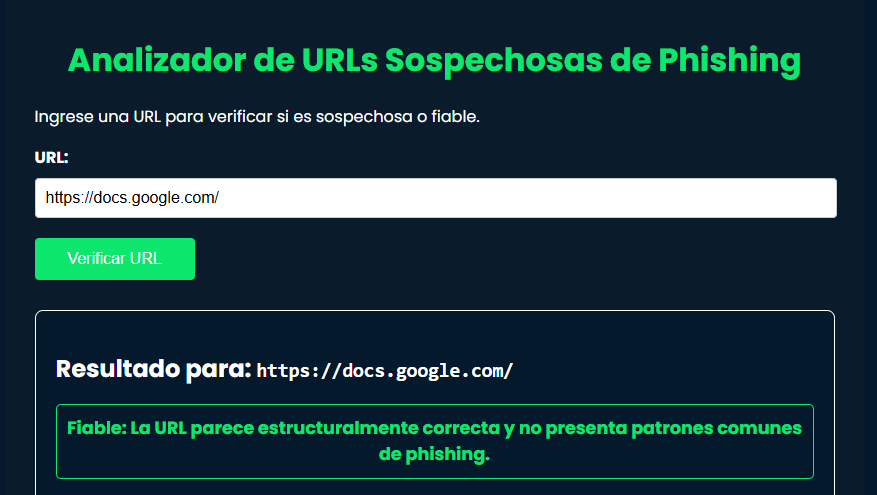 Analizador de URLs Sospechosas de Phishing
Ingrese una URL para verificar si es sospechosa o fiable.
URL:
https://docs.google.com/
Verificar URL
Resultado para: https://docs.google.com/
Fiable: La URL parece estructuralmente correcta y no presenta patrones comunes
de phishing.